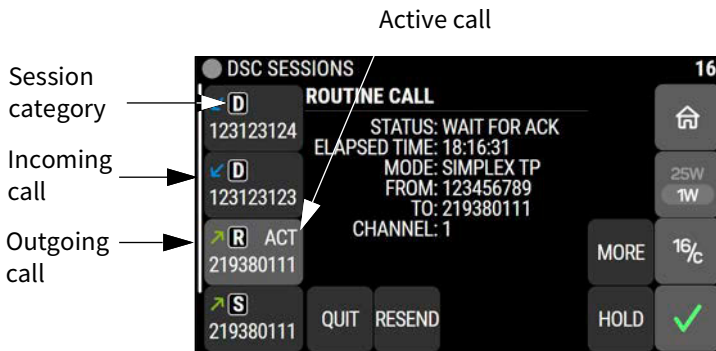 Active call
DSC SESSIONS
16
Session
category
D
123123124
ROUTINE CALL
STATUS: WAIT FOR ACK
ELAPSED TIME: 18:16:31
MODE: SIMPLEX TP
FROM: 123456789
TO: 219380111
CHANNEL: 1
Incoming
call
D
123123123
25W
1W
Outgoing
call
R ACT
219380111
MORE
16/c
S
219380111
QUIT
RESEND
HOLD